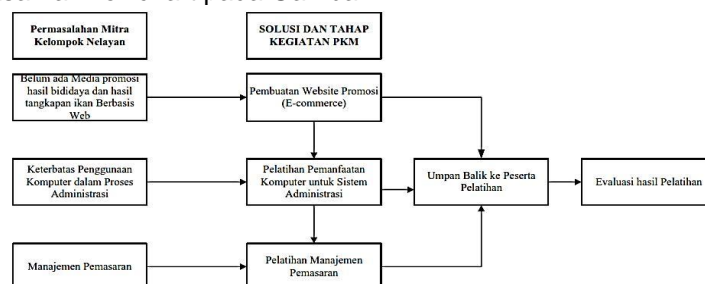 Permasalahan Mitra
Kelompok Nelayan
SOLUSI DAN TAHAP
KEGIATAN PKM
Belum ada Media promosi
hasil bididaya dan hasil
tangkapan ikan Berbasis
Web
Pembuatan Website Promosi
(E-commerce)
Keterbatas Penggunaan
Komputer dalam Proses
Administrasi
Pelatihan Pemanfaatan
Komputer untuk Sistem
Administrasi
Umpan Balik ke Peserta
Pelatihan
Evaluasi hasil Pelatihan
Manajemen Pemasaran
Pelatihan Manajemen
Pemasaran